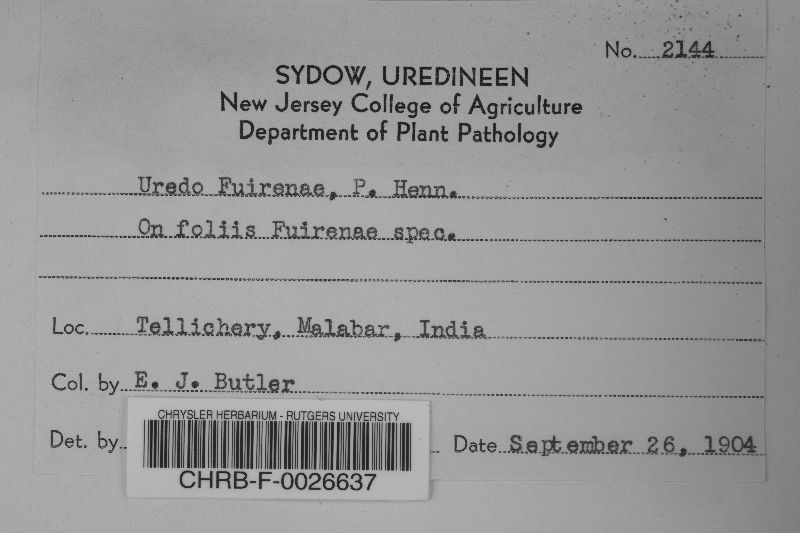 No. 2144
SYDOW, UREDINEEN
New Jersey College of Agriculture
Department of Plant Pathology
Uredo Fuirenae, P. Henn.
On foliis Fuirenae spec.
Loc. Tellichery, Malabar, India
Col. by E. J. Butler
Det. by
Date September 26, 1904
CHRYSLER HERBARIUM - RUTGERS UNIVERSITY
CHRB-F-0026637